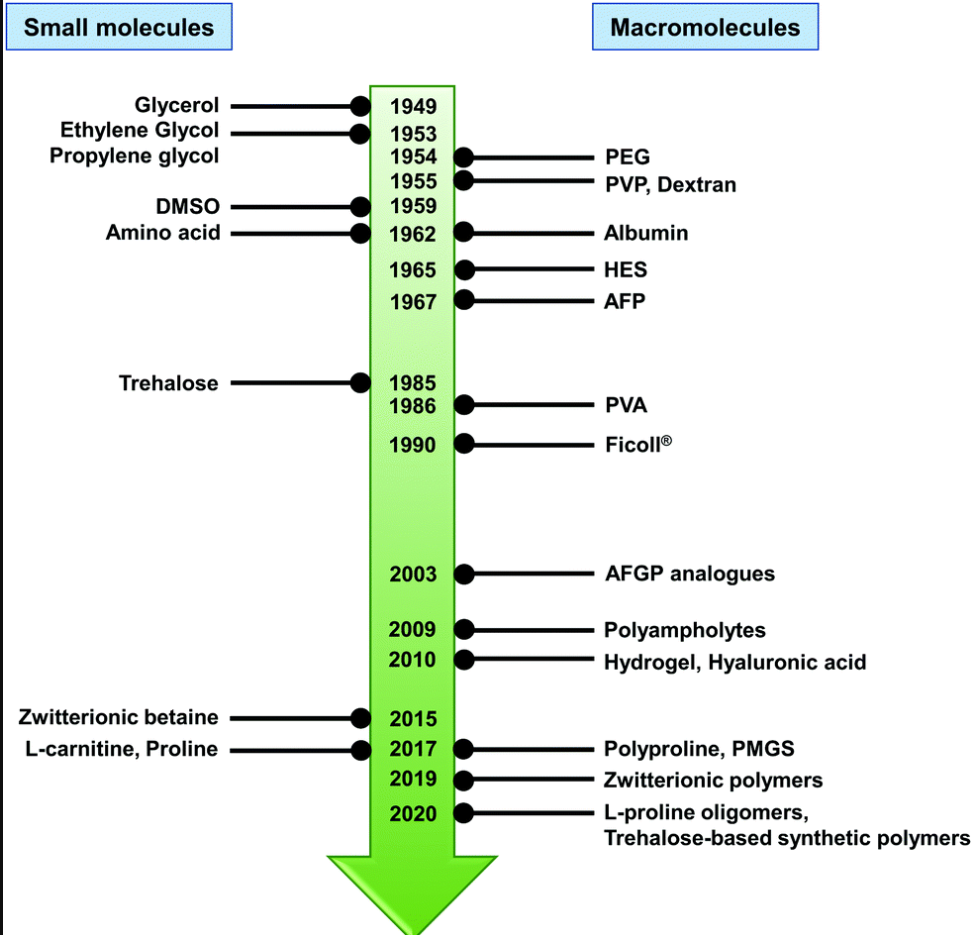 Small molecules
Macromolecules
Glycerol
1949
Ethylene Glycol
1953
Propylene glycol
1954
PEG
1955
PVP, Dextran
DMSO
1959
Amino acid
1962
Albumin
1965
HES
1967
AFP
Trehalose
1985
1986
PVA
1990
Ficoll®
2003
AFGP analogues
2009
Polyampholytes
2010
Hydrogel, Hyaluronic acid
Zwitterionic betaine
2015
L-carnitine, Proline
2017
Polyproline, PMGS
2019
Zwitterionic polymers
2020
L-proline oligomers,
Trehalose-based synthetic polymers